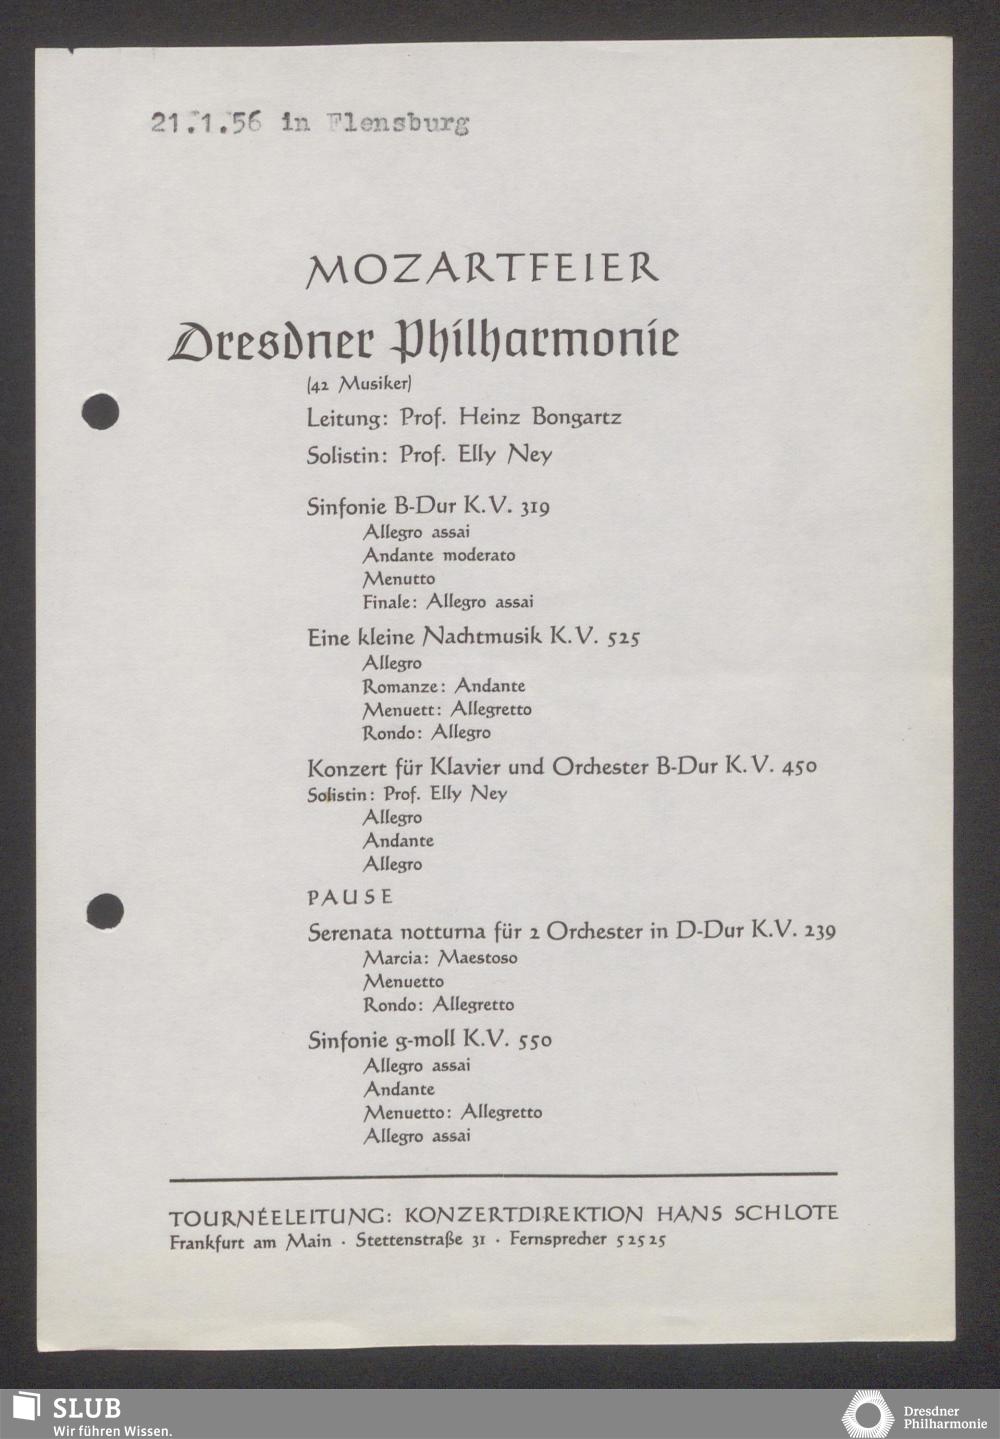 21.1.56 in Flensburg
MOZARTFEIER
Dresdner Philharmonie
(42 Musiker)
Leitung: Prof. Heinz Bongartz
Solistin: Prof. Elly Ney
Sinfonie B-Dur K.V. 319
Allegro assai
Andante moderato
Menutto
Finale: Allegro assai
Eine kleine Nachtmusik K.V. 525
Allegro
Romanze: Andante
Menuett: Allegretto
Rondo: Allegro
Konzert für Klavier und Orchester B-Dur K.V. 450
Solistin: Prof. Elly Ney
Allegro
Andante
Allegro
PAUSE
Serenata notturna für 2 Orchester in D-Dur K.V. 239
Marcia: Maestoso
Menuetto
Rondo: Allegretto
Sinfonie g-moll K.V. 550
Allegro assai
Andante
Menuetto: Allegretto
Allegro assai
TOURNÉELEITUNG: KONZERTDIREKTION HANS SCHLOTE
Frankfurt am Main · Stettenstraße 31 · Fernsprecher 5 25 25
SLUB
Wir führen Wissen.
Dresdner
Philharmonie